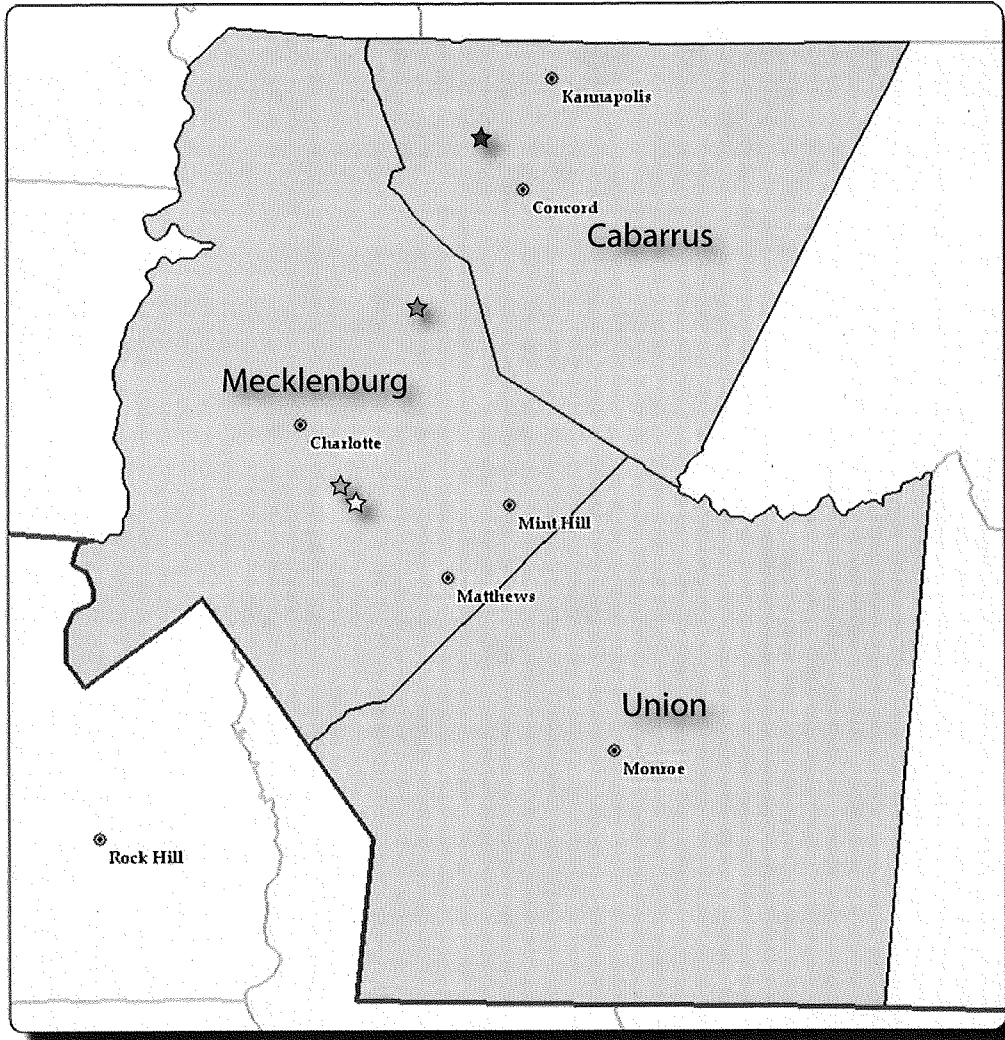 Kannapolis
Concord
Cabarrus
Mecklenburg
Charlotte
Mint Hill
Matthews
Union
Monroe
Rock Hill